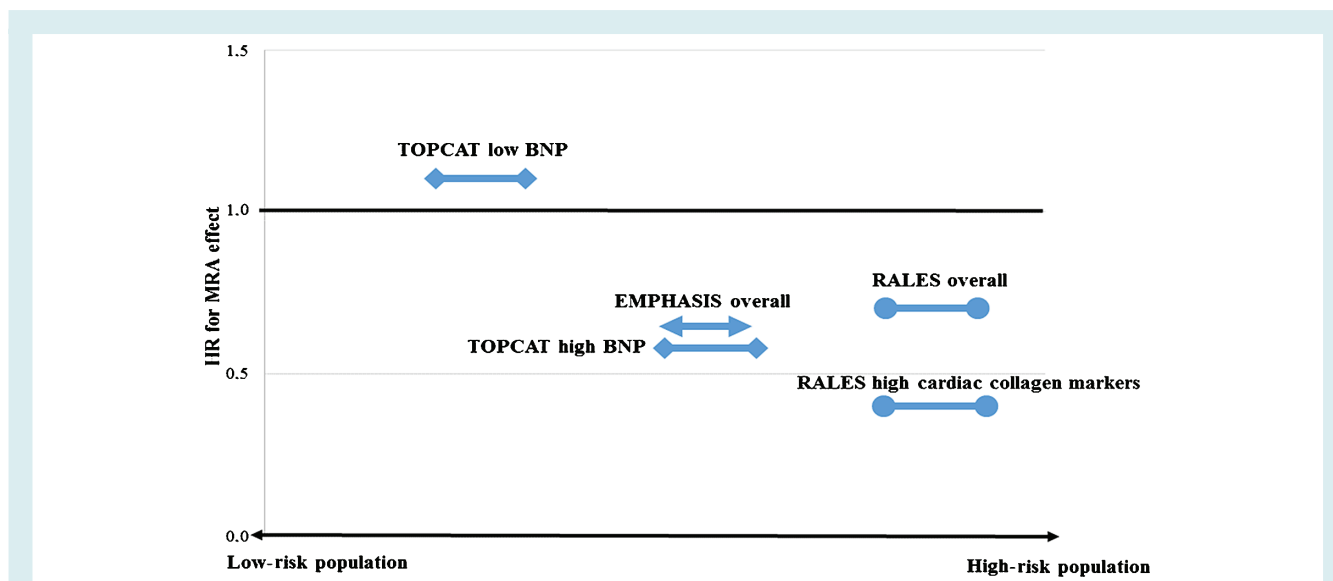 1.5
TOPCAT low BNP
1.0
HR for MRA effect
RALES overall
EMPHASIS overall
TOPCAT high BNP
0.5
RALES high cardiac collagen markers
0.0
Low-risk population
High-risk population